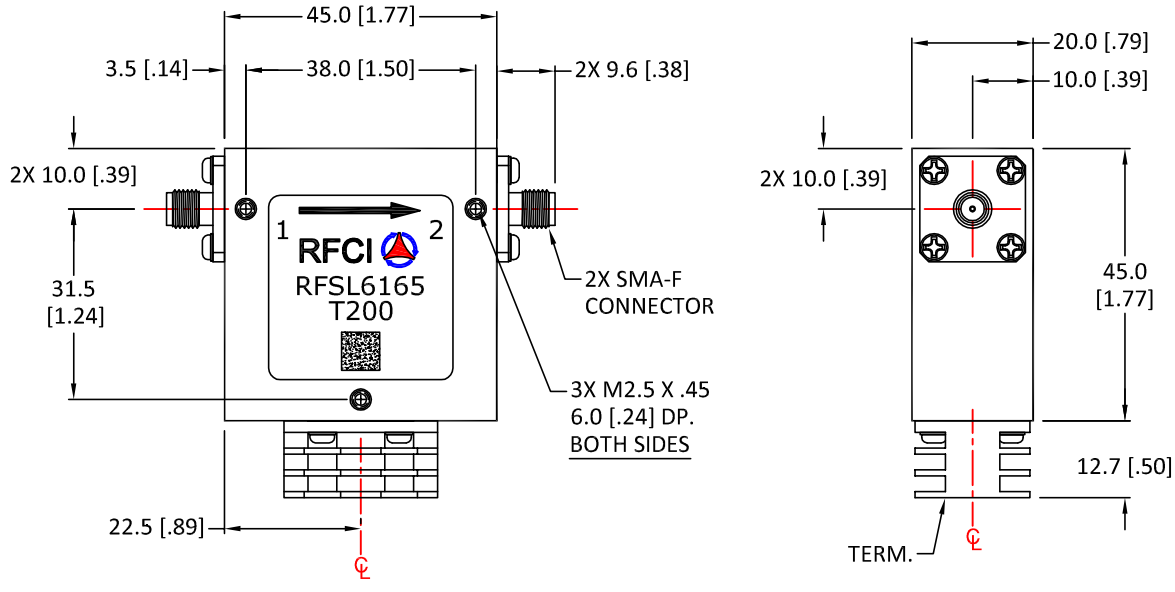 45.0 [1.77]
3.5 [.14]
38.0 [1.50]
2X 9.6 [.38]
2X 10.0 [.39]
31.5
[1.24]
1
2
RFCI
RFSL6165
T200
2X SMA-F
CONNECTOR
3X M2.5 X .45
6.0 [.24] DP.
BOTH SIDES
22.5 [.89]
CL
20.0 [.79]
10.0 [.39]
2X 10.0 [.39]
45.0
[1.77]
12.7 [.50]
TERM.
CL